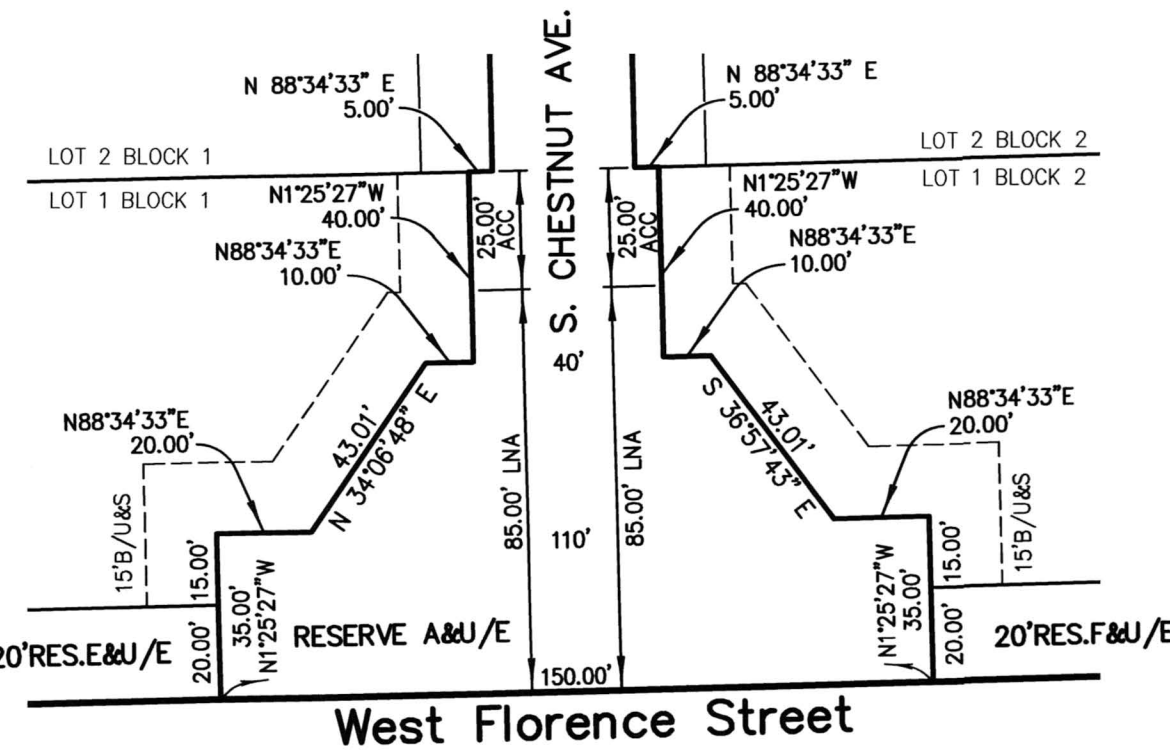 S. CHESTNUT AVE.
N 88°34'33" E
5.00'
N 88°34'33" E
5.00'
LOT 2 BLOCK 1
LOT 1 BLOCK 1
LOT 2 BLOCK 2
LOT 1 BLOCK 2
N1°25'27"W
40.00'
25.00'
ACC
25.00'
ACC
N1°25'27"W
40.00'
N88°34'33"E
10.00'
N88°34'33"E
10.00'
40'
N88°34'33"E
20.00'
43.01'
N 34°06'48" E
43.01'
S 36°57'43" E
N88°34'33"E
20.00'
85.00' LNA
110'
85.00' LNA
15'B/U&S
15.00'
15.00'
15'B/U&S
20'RES.E&U/E
20.00'
35.00'
N1°25'27"W
RESERVE A&U/E
N1°25'27"W
35.00'
20.00'
20'RES.F&U/E
150.00'
West Florence Street